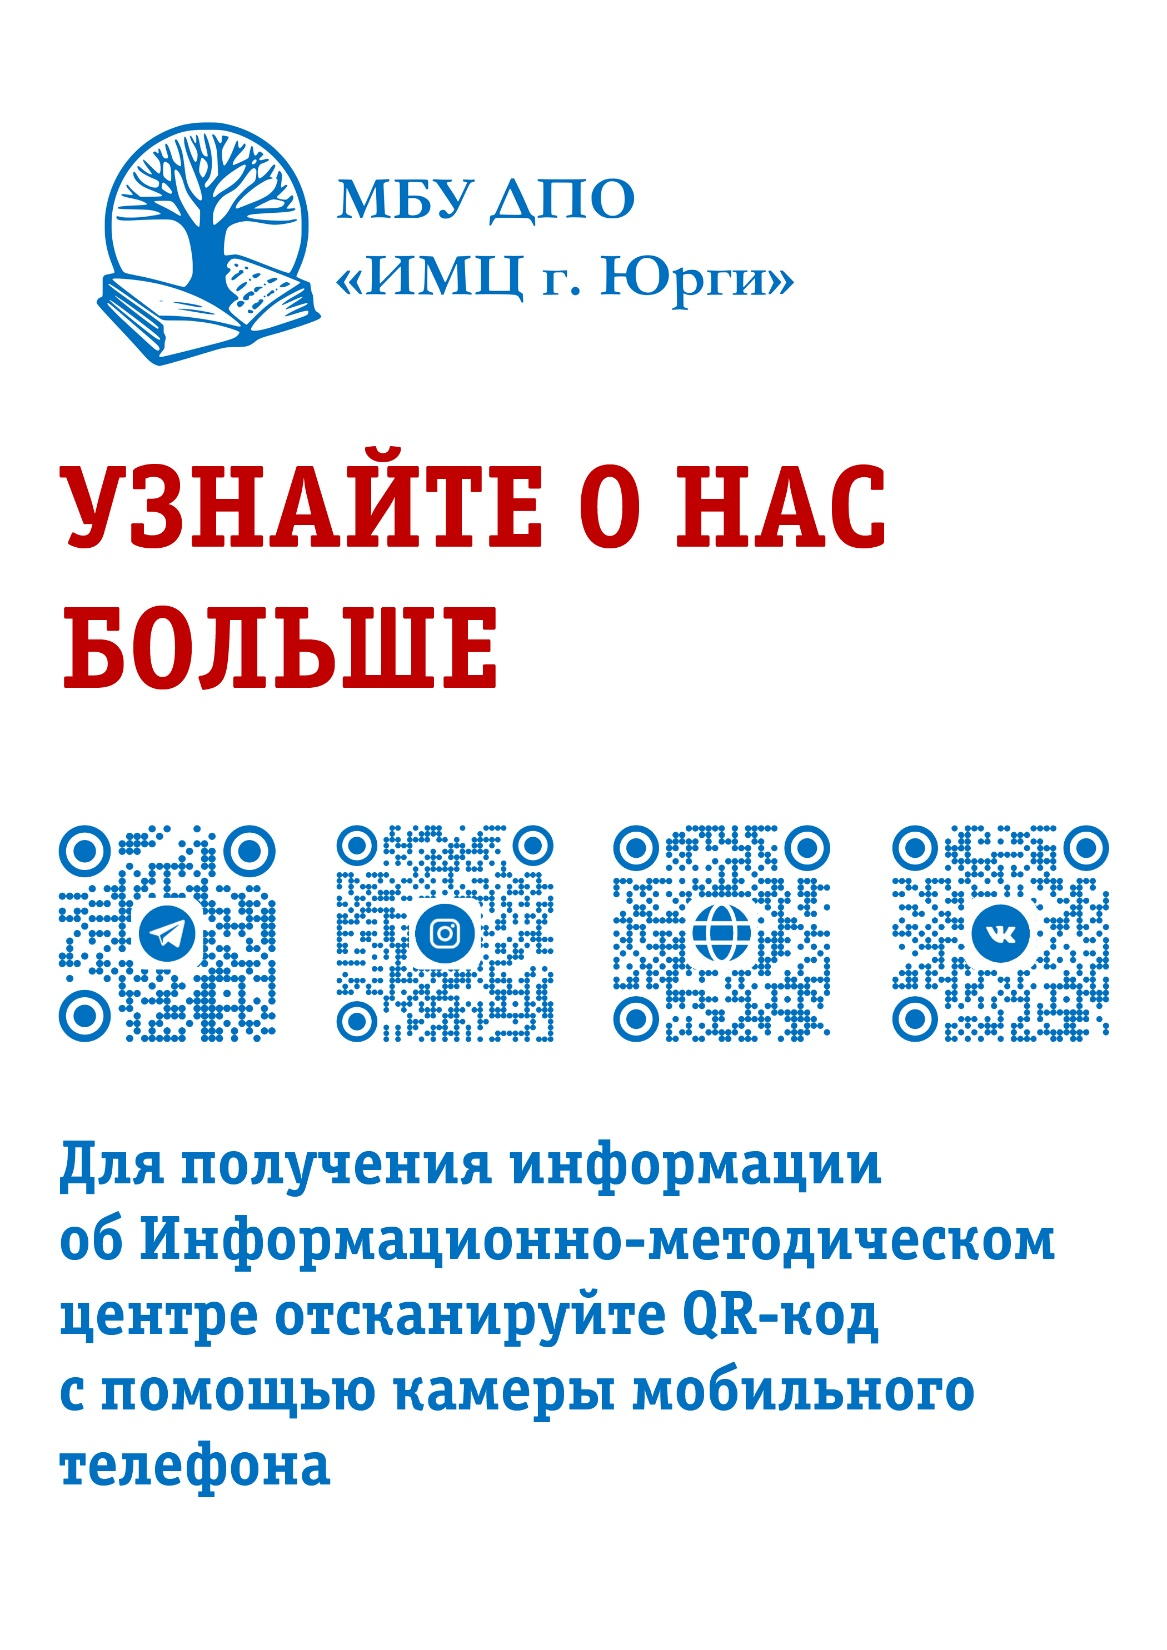 МБУ ДПО
«ИМЦ г. Юрги»
УЗНАЙТЕ О НАС
БОЛЬШЕ
Для получения информации
об Информационно-методическом
центре отсканируйте QR-код
с помощью камеры мобильного
телефона